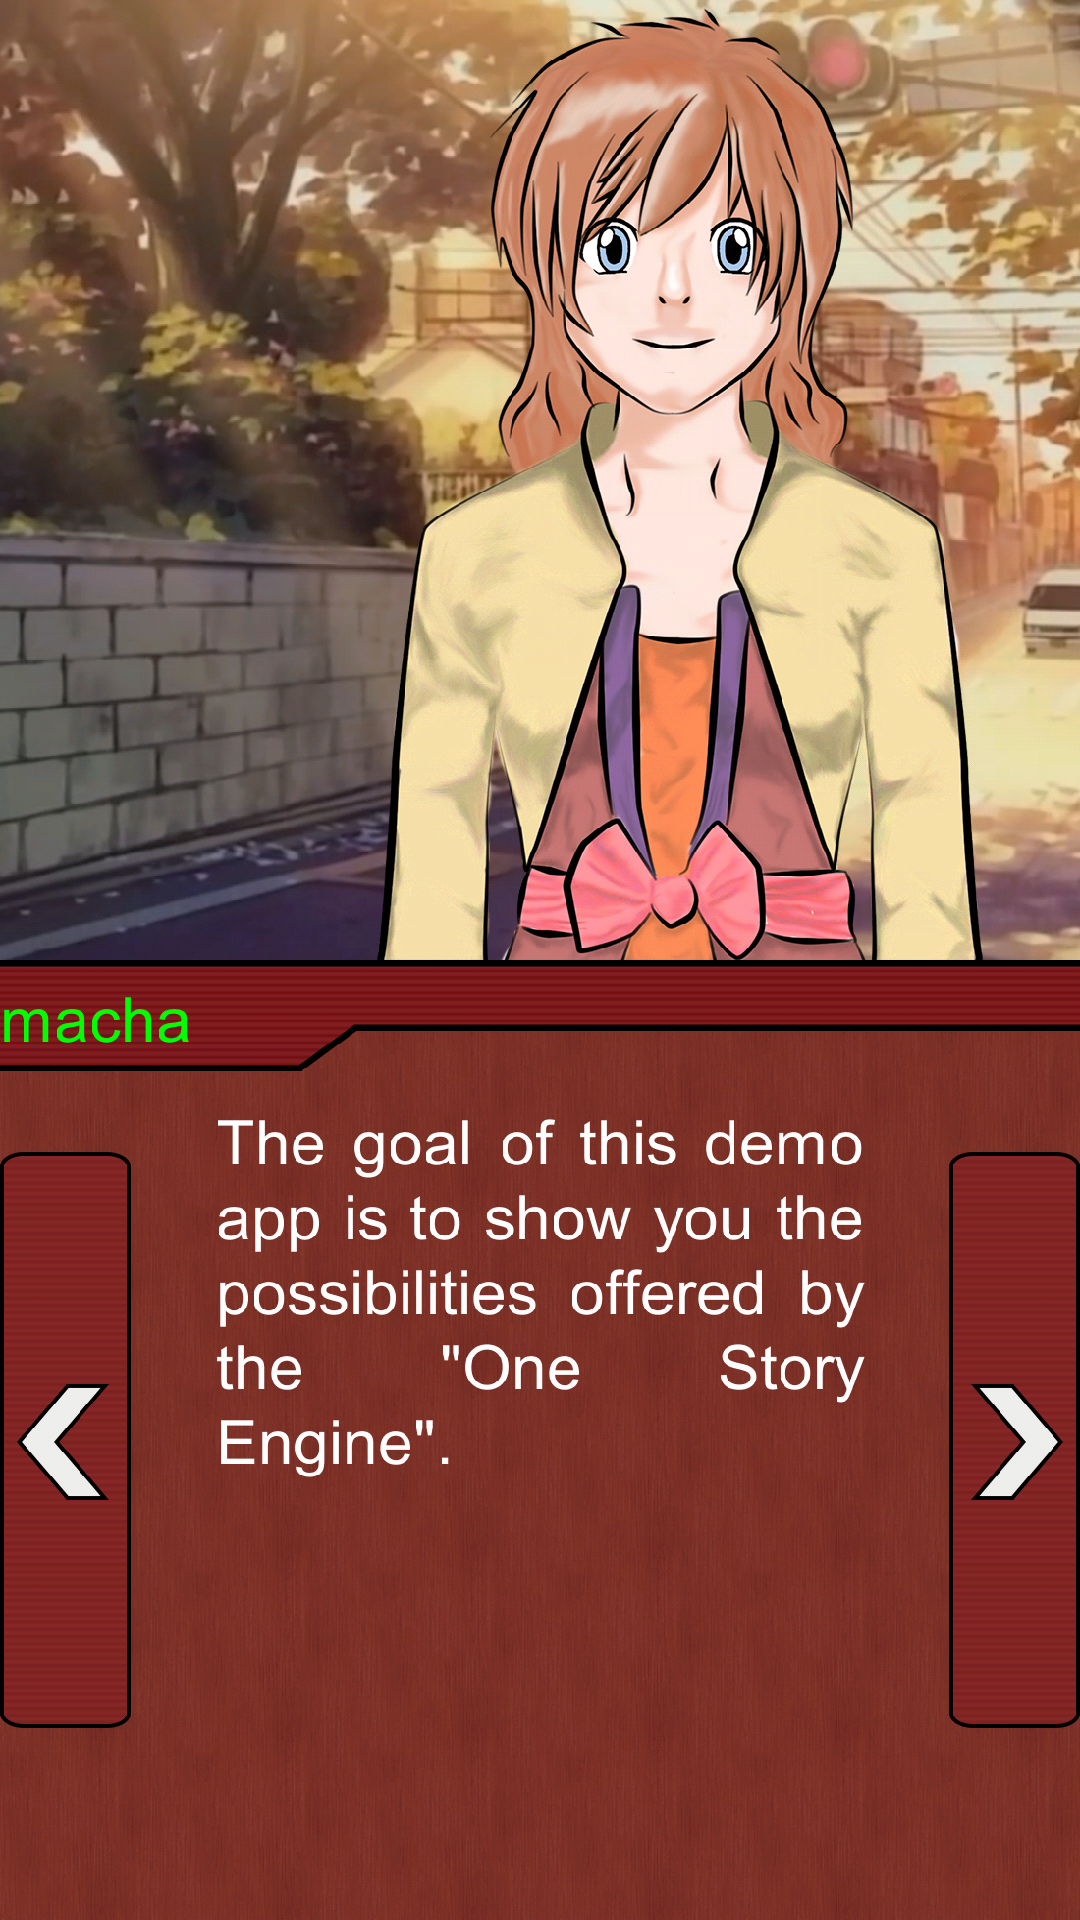 macha
The goal of this demo
app is to show you the
possibilities offered by
the "One Story
Engine".